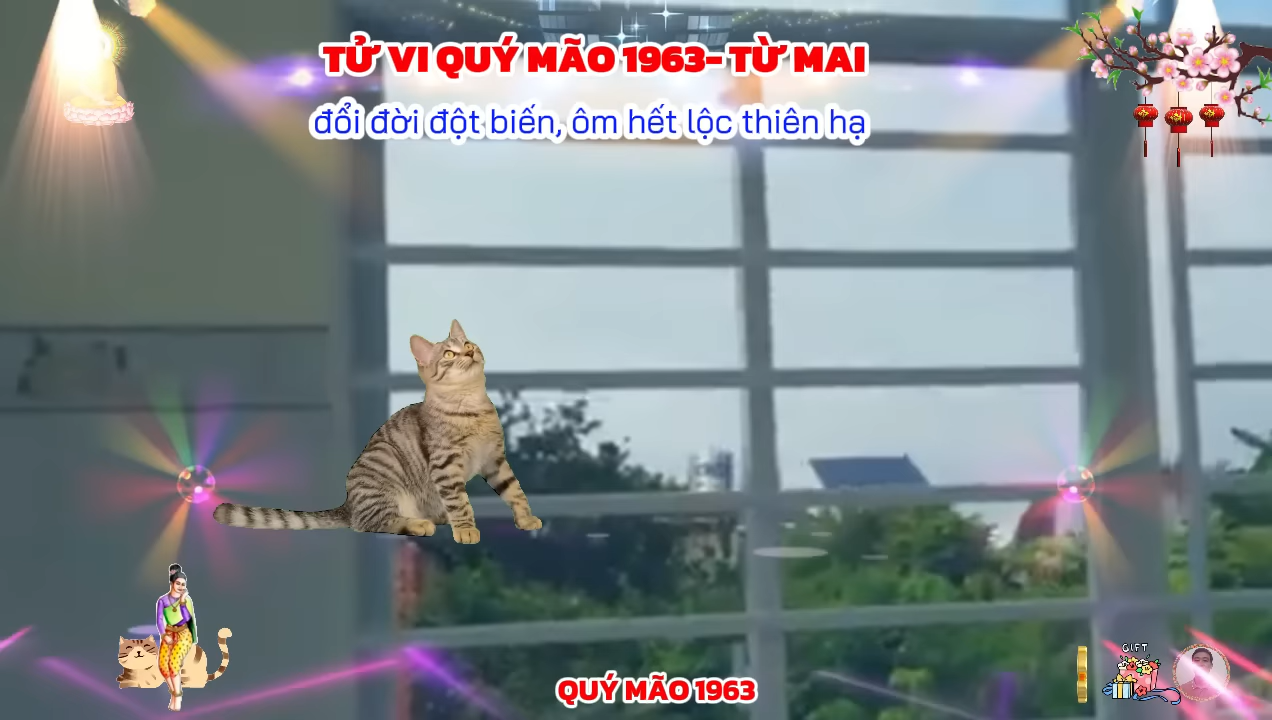 TỬ VI QUÝ MÃO 1963- TỪ MAI
đổi đời đột biến, ôm hết lộc thiên hạ
GIFT
QUÝ MÃO 1963